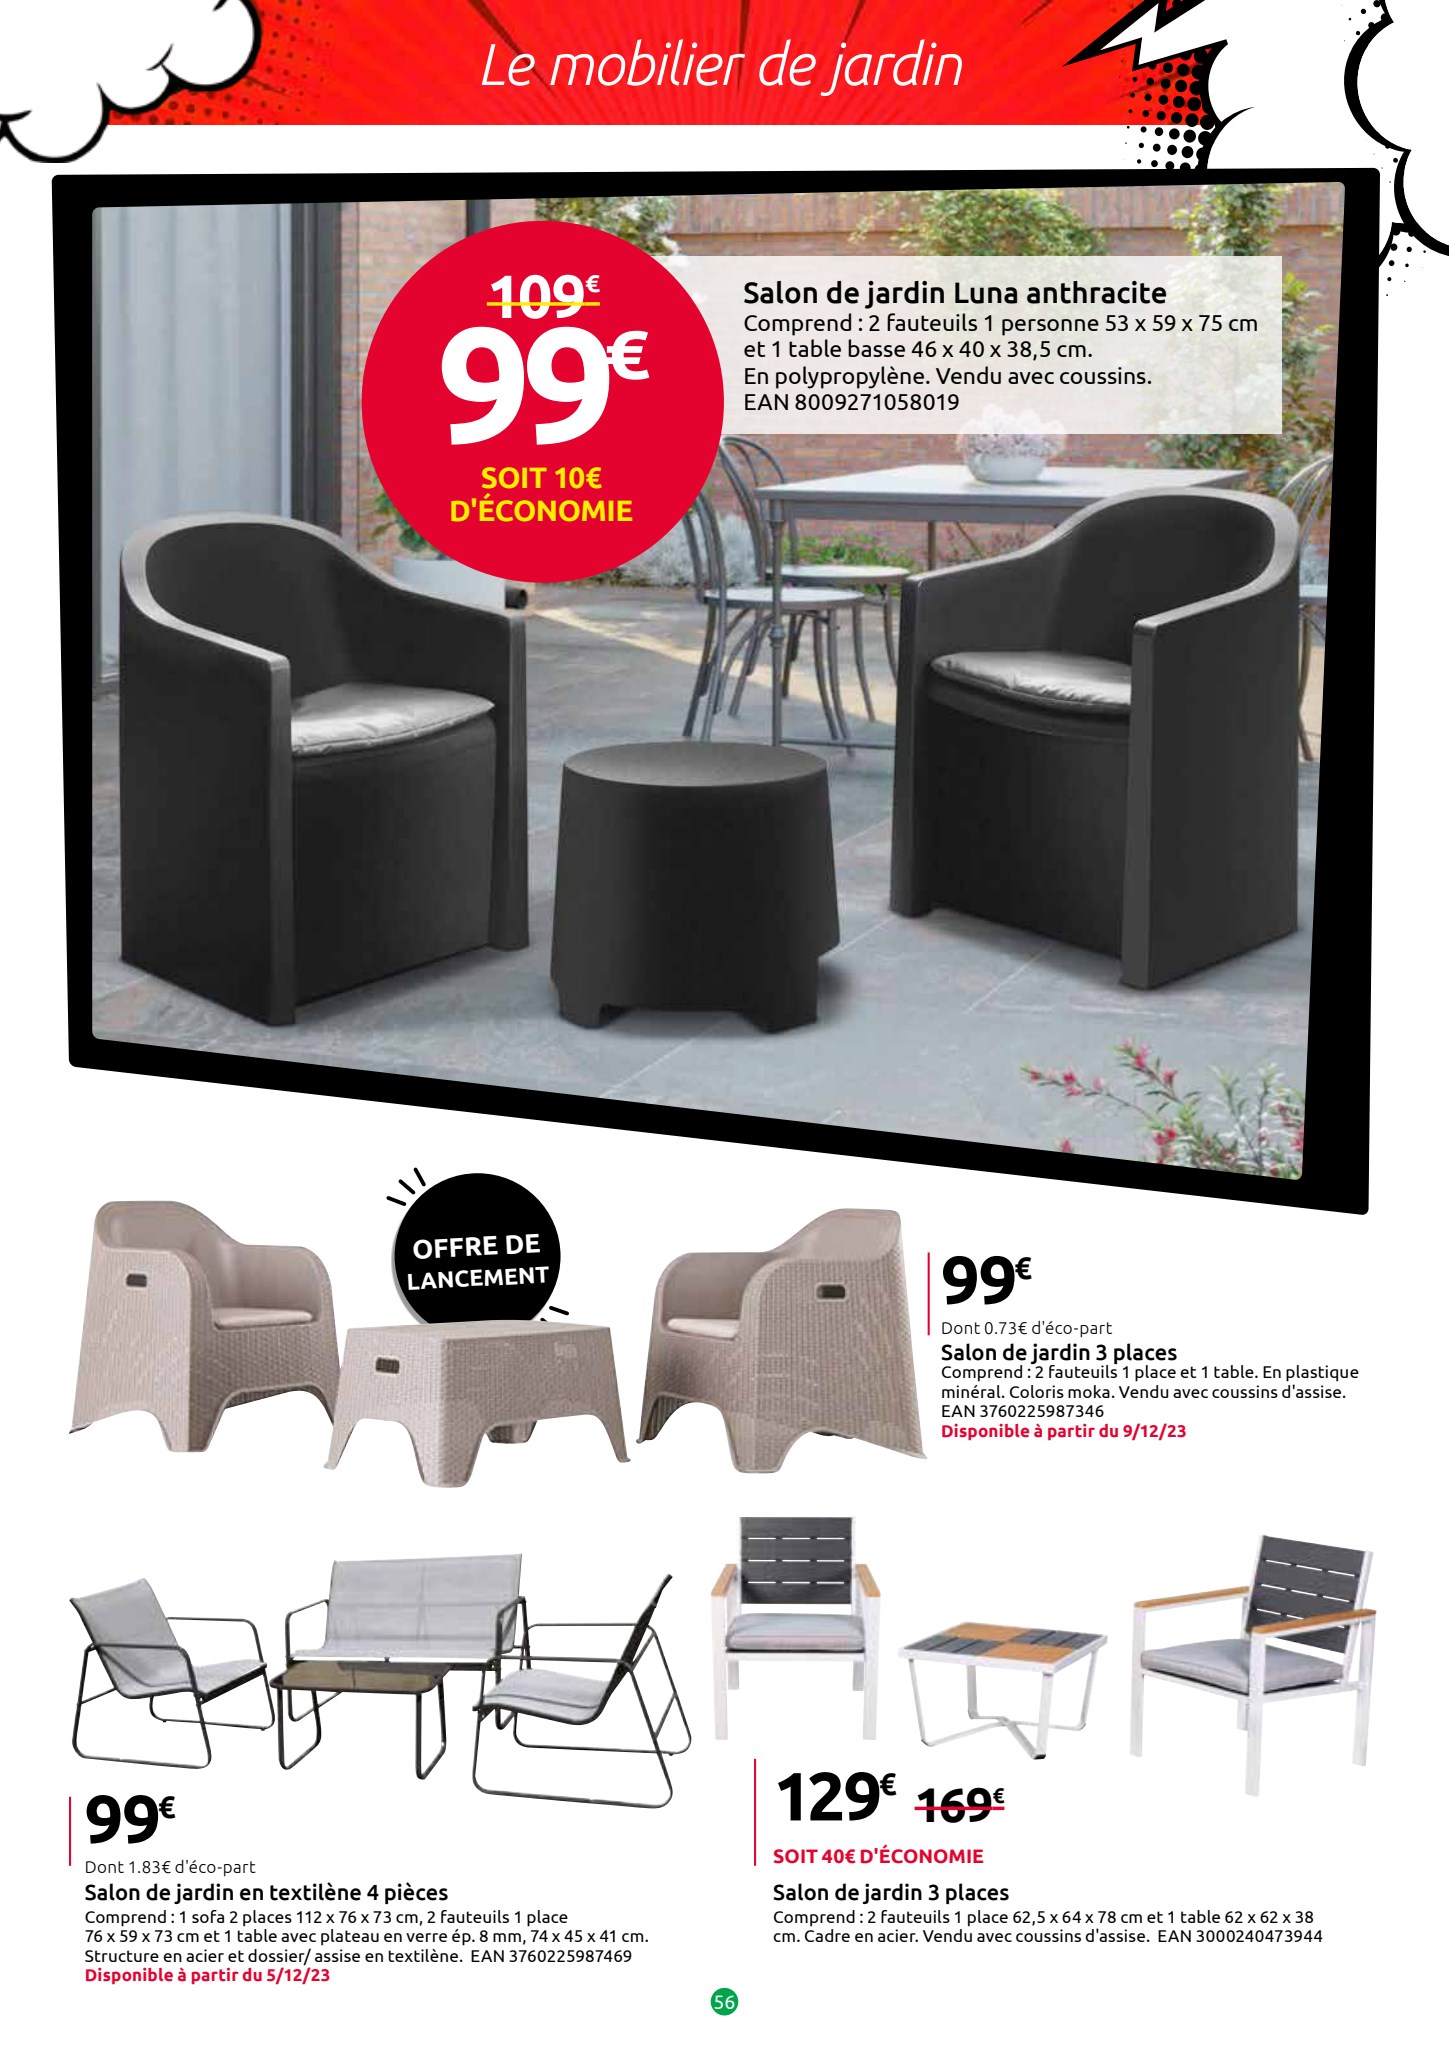 Le mobilier de jardin
109€
99€
SOIT 10€
D'ÉCONOMIE
Salon de jardin Luna anthracite
Comprend : 2 fauteuils 1 personne 53 x 59 x 75 cm
et 1 table basse 46 x 40 x 38,5 cm.
En polypropylène. Vendu avec coussins.
EAN 8009271058019
OFFRE DE
LANCEMENT
99€
Dont 0.73€ d'éco-part
Salon de jardin 3 places
Comprend : 2 fauteuils 1 place et 1 table. En plastique
minéral. Coloris moka. Vendu avec coussins d'assise.
EAN 3760225987346
Disponible à partir du 9/12/23
99€
Dont 1.83€ d'éco-part
Salon de jardin en textilène 4 pièces
Comprend : 1 sofa 2 places 112 x 76 x 73 cm, 2 fauteuils 1 place
76 x 59 x 73 cm et 1 table avec plateau en verre ép. 8 mm, 74 x 45 x 41 cm.
Structure en acier et dossier/ assise en textilène. EAN 3760225987469
Disponible à partir du 5/12/23
129€ 169€
SOIT 40€ D'ÉCONOMIE
Salon de jardin 3 places
Comprend : 2 fauteuils 1 place 62,5 x 64 x 78 cm et 1 table 62 x 62 x 38
cm. Cadre en acier. Vendu avec coussins d'assise. EAN 3000240473944
56